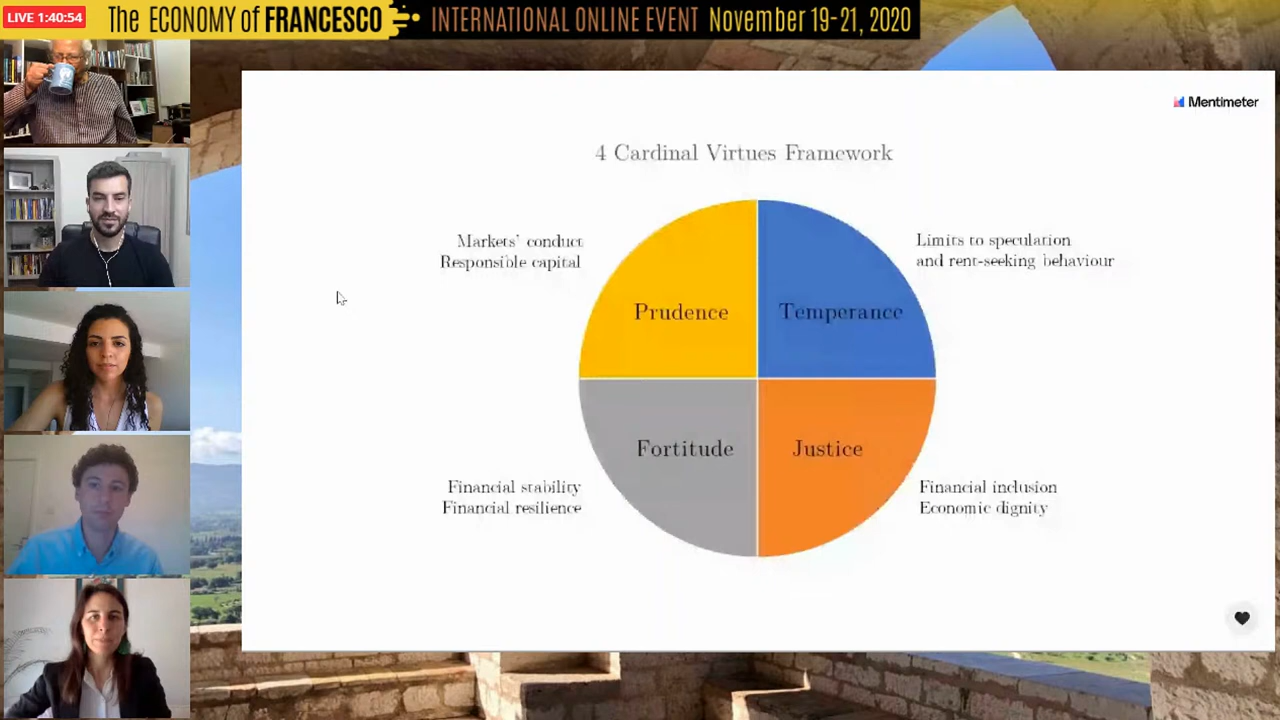 LIVE 1:40:54
The ECONOMY of FRANCESCO
INTERNATIONAL ONLINE EVENT November 19-21, 2020
Mentimeter
4 Cardinal Virtues Framework
Markets' conduct
Responsible capital
Limits to speculation
and rent-seeking behaviour
Prudence
Temperance
Fortitude
Justice
Financial stability
Financial resilience
Financial inclusion
Economic dignity